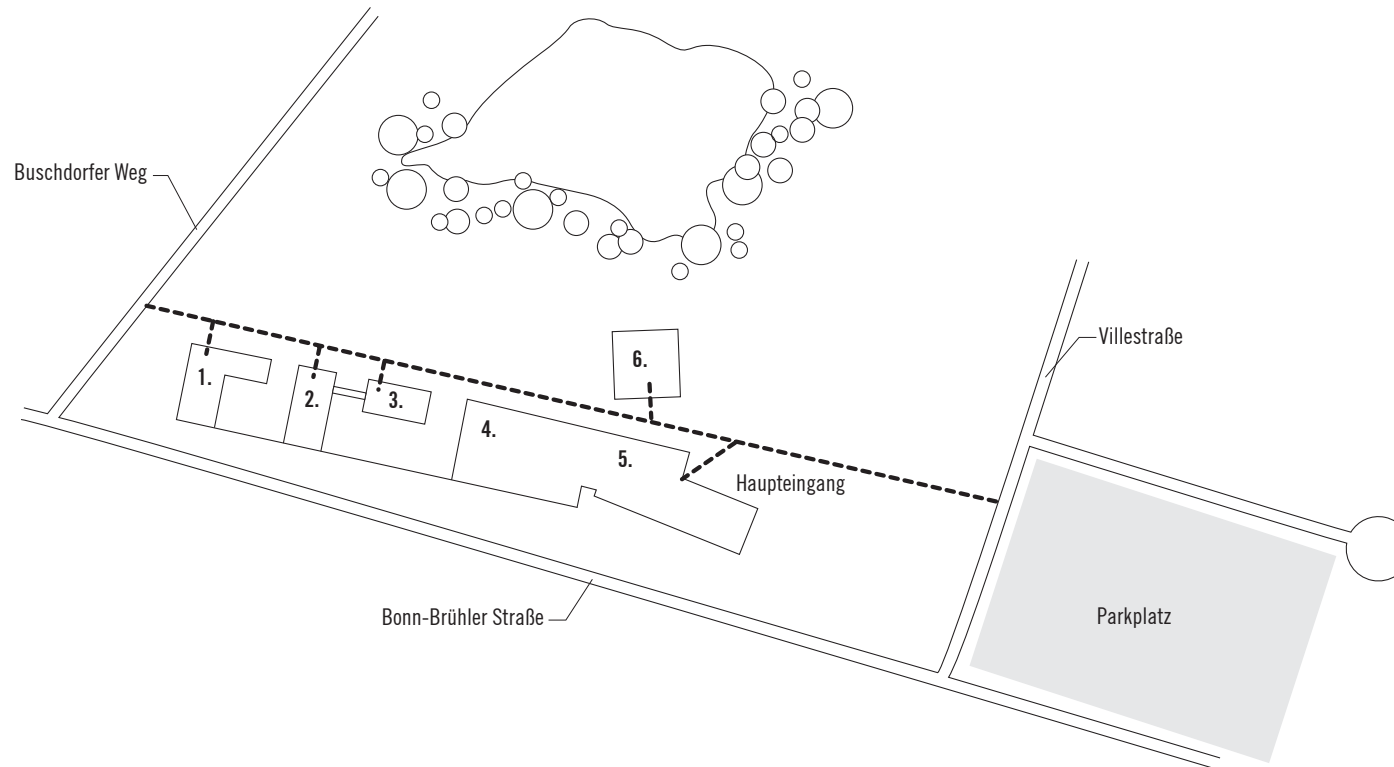 Buschdorfer Weg
Villestraße
1.
2.
3.
4.
5.
6.
Haupteingang
Bonn-Brühler Straße
Parkplatz